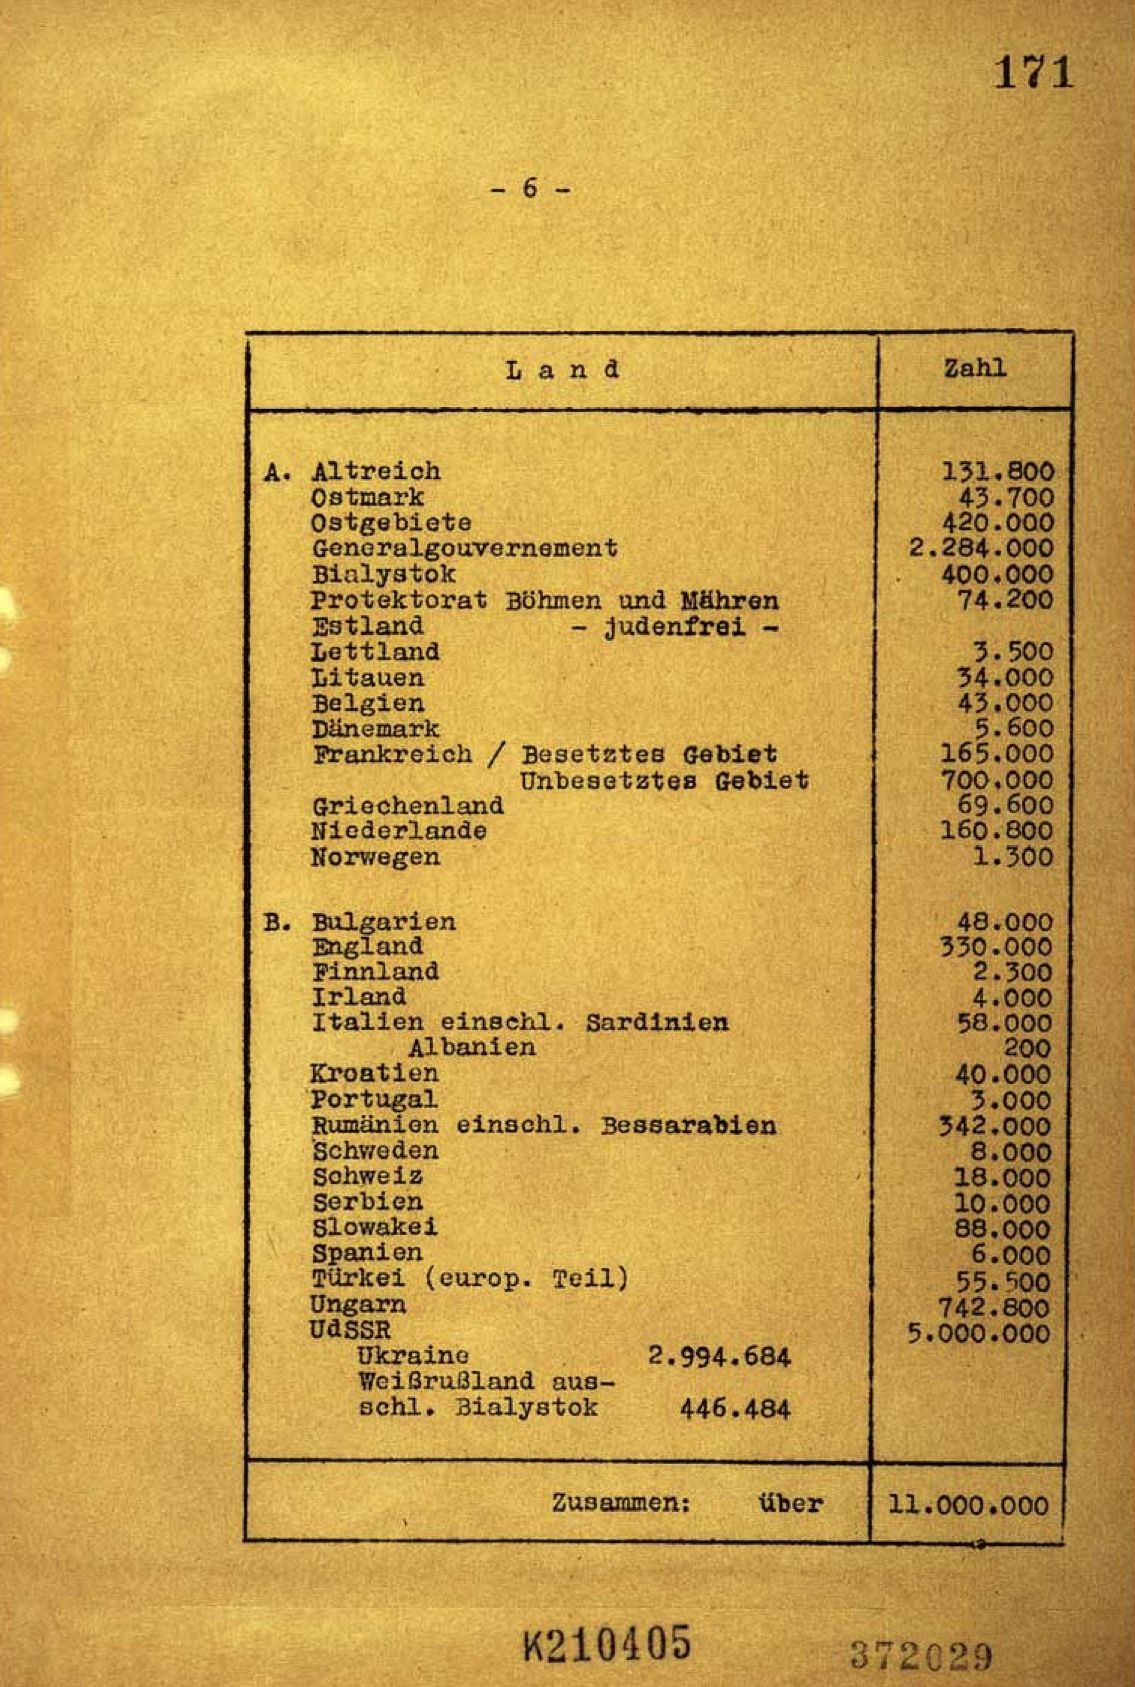 171
- 6 -
Land Zahl
A. Altreich 131.800
Ostmark 43.700
Ostgebiete 420.000
Generalgouvernement 2.284.000
Bialystok 400.000
Protektorat Böhmen und Mähren 74.200
Estland - judenfrei -
Lettland 3.500
Litauen 34.000
Belgien 43.000
Dänemark 5.600
Frankreich / Besetztes Gebiet 165.000
Unbesetztes Gebiet 700.000
Griechenland 69.600
Niederlande 160.800
Norwegen 1.300
B. Bulgarien 48.000
England 330.000
Finnland 2.300
Irland 4.000
Italien einschl. Sardinien 58.000
Albanien 200
Kroatien 40.000
Portugal 3.000
Rumänien einschl. Bessarabien 342.000
Schweden 8.000
Schweiz 18.000
Serbien 10.000
Slowakei 88.000
Spanien 6.000
Türkei (europ. Teil) 55.500
Ungarn 742.800
UdSSR 5.000.000
Ukraine 2.994.684
Weißrußland aus-
schl. Bialystok 446.484
Zusammen: über 11.000.000
K210405 372029